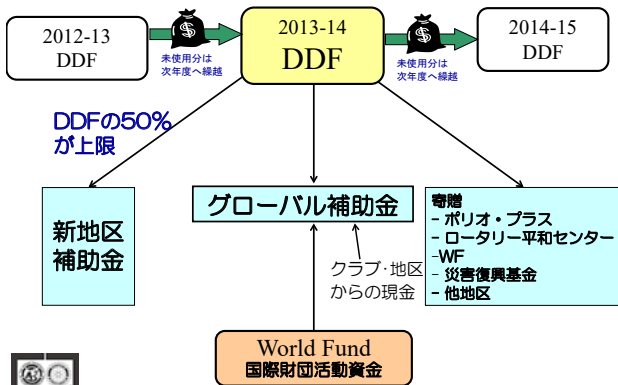 2012-13
DDF
未使用分は
次年度へ繰越
2013-14
DDF
未使用分は
次年度へ繰越
2014-15
DDF
DDFの50%
が上限
新地区
補助金
グローバル補助金
クラブ・地区
からの現金
寄贈
- ポリオ・プラス
- ロータリー平和センター
-WF
- 災害復興基金
- 他地区
World Fund
国際財団活動資金